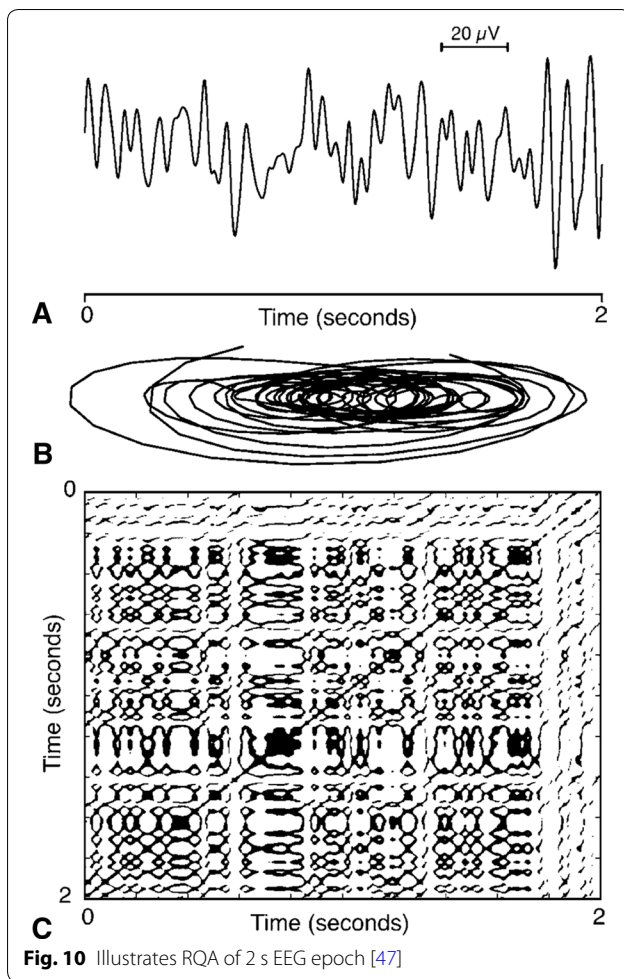 20 µV
A
0
2
Time (seconds)
B
0
Time (seconds)
2
C
0
2
Time (seconds)
Fig. 10 Illustrates RQA of 2 s EEG epoch [47]